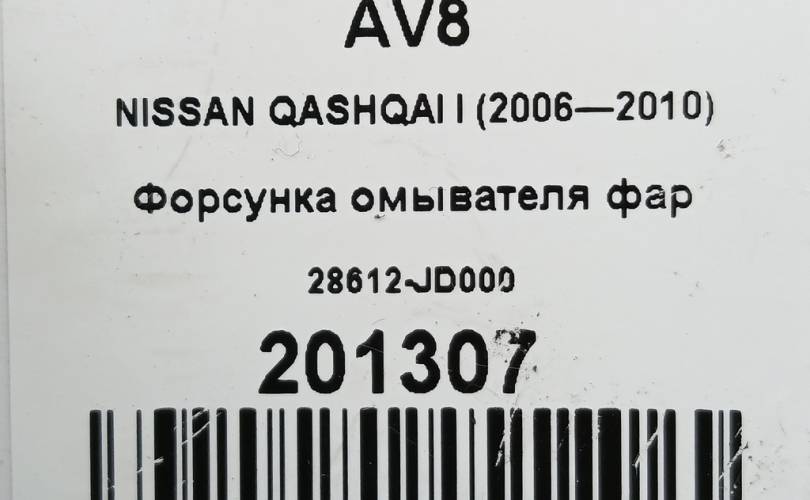 AV8
NISSAN QASHQAI I (2006—2010)
Форсунка омывателя фар
28612-JD000
201307